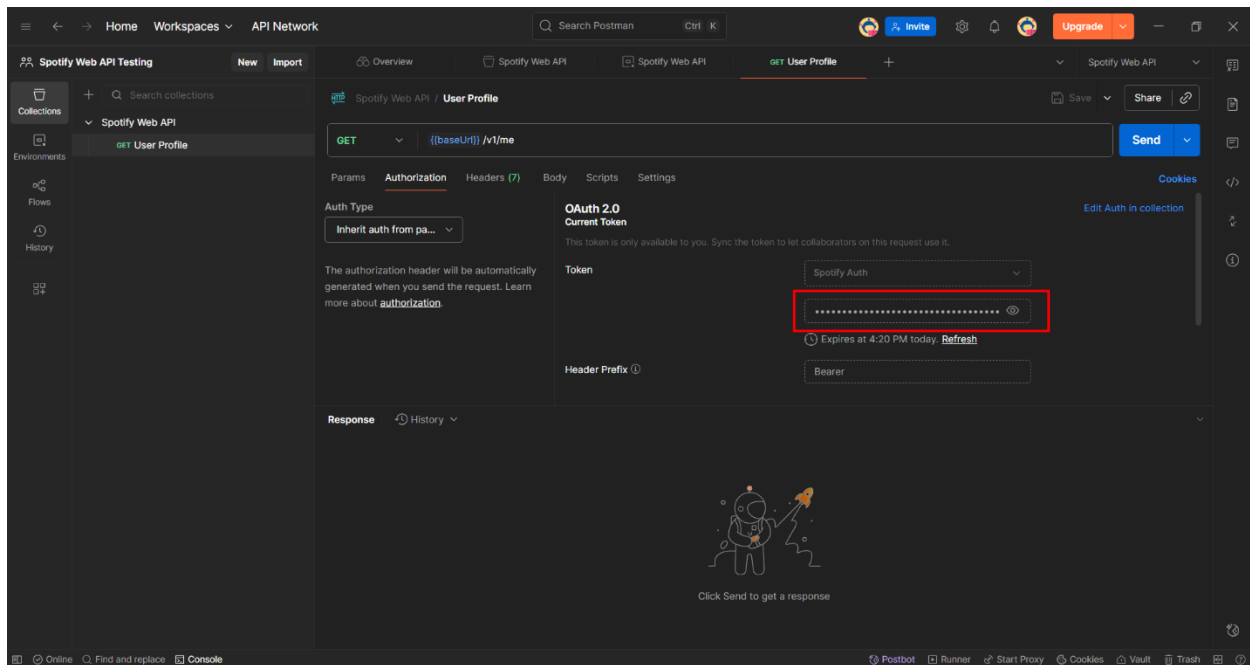 Home Workspaces API Network Search Postman Ctrl K Invite Upgrade
Spotify Web API Testing New Import Overview Spotify Web API Spotify Web API GET User Profile Spotify Web API
Collections
Environments
Flows
History
Search collections
Spotify Web API
GET User Profile
HTTP Spotify Web API / User Profile Save Share
GET {{baseUrl}} /v1/me Send
Params Authorization Headers (7) Body Scripts Settings Cookies
Auth Type
Inherit auth from pa...
The authorization header will be automatically
generated when you send the request. Learn
more about authorization.
OAuth 2.0 Edit Auth in collection
Current Token
This token is only available to you. Sync the token to let collaborators on this request use it.
Token Spotify Auth
••••••••••••••••••••••••••••••••••
Expires at 4:20 PM today. Refresh
Header Prefix Bearer
Response History
Click Send to get a response
Online Find and replace Console Postbot Runner Start Proxy Cookies Vault Trash